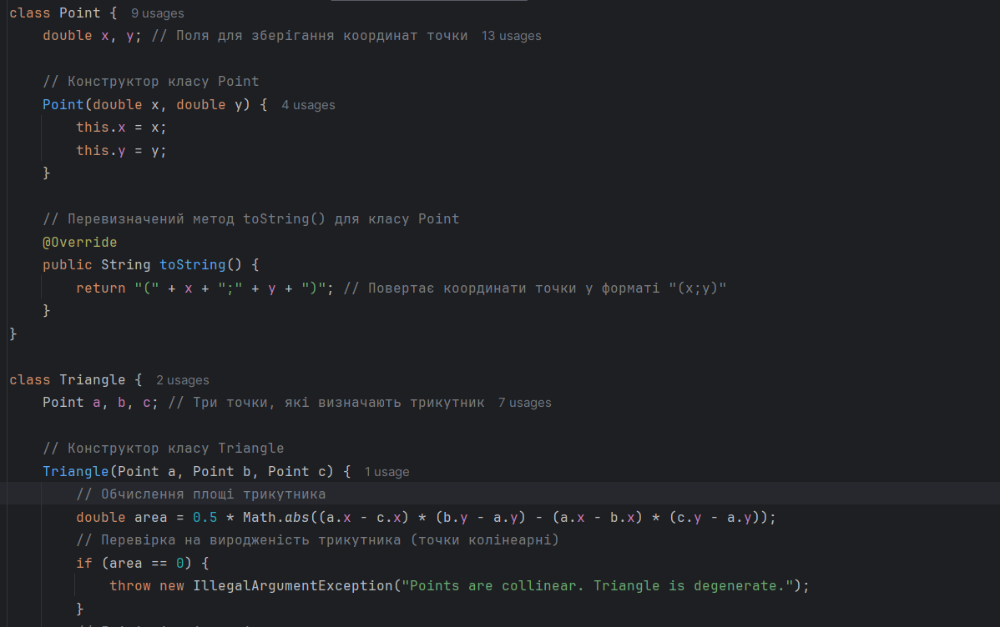 class Point {  9 usages
    double x, y; // Поля для зберігання координат точки  13 usages

    // Конструктор класу Point
    Point(double x, double y) {  4 usages
        this.x = x;
        this.y = y;
    }

    // Перевизначений метод toString() для класу Point
    @Override
    public String toString() {
        return "(" + x + ";" + y + ")"; // Повертає координати точки у форматі "(x;y)"
    }
}

class Triangle {  2 usages
    Point a, b, c; // Три точки, які визначають трикутник  7 usages

    // Конструктор класу Triangle
    Triangle(Point a, Point b, Point c) {  1 usage
        // Обчислення площі трикутника
        double area = 0.5 * Math.abs((a.x - c.x) * (b.y - a.y) - (a.x - b.x) * (c.y - a.y));
        // Перевірка на виродженість трикутника (точки колінеарні)
        if (area == 0) {
            throw new IllegalArgumentException("Points are collinear. Triangle is degenerate.");
        }